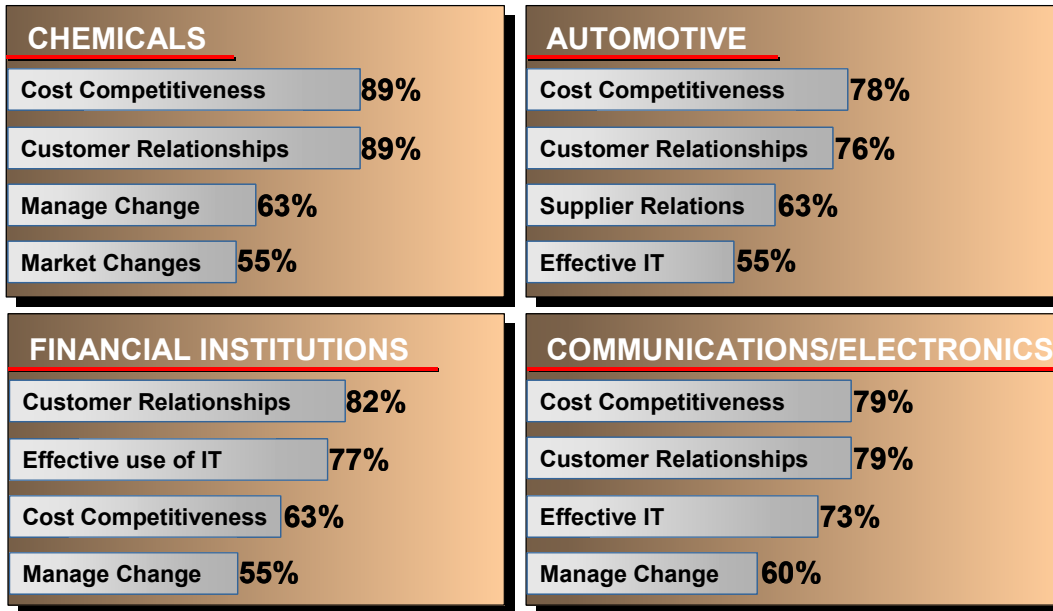 CHEMICALS
Cost Competitiveness 89%
Customer Relationships 89%
Manage Change 63%
Market Changes 55%
AUTOMOTIVE
Cost Competitiveness 78%
Customer Relationships 76%
Supplier Relations 63%
Effective IT 55%
FINANCIAL INSTITUTIONS
Customer Relationships 82%
Effective use of IT 77%
Cost Competitiveness 63%
Manage Change 55%
COMMUNICATIONS/ELECTRONICS
Cost Competitiveness 79%
Customer Relationships 79%
Effective IT 73%
Manage Change 60%